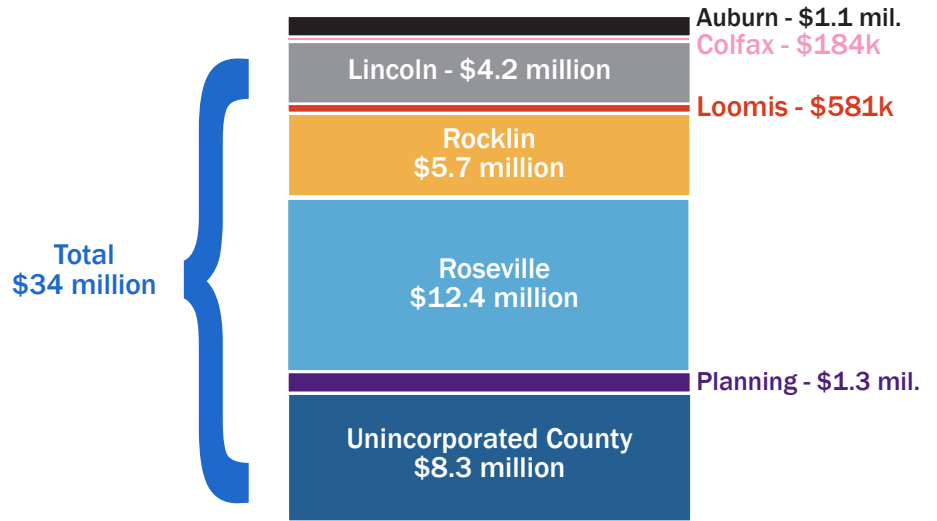 Auburn - $1.1 mil.
Colfax - $184k
Lincoln - $4.2 million
Loomis - $581k
Rocklin
$5.7 million
Total
$34 million
Roseville
$12.4 million
Planning - $1.3 mil.
Unincorporated County
$8.3 million